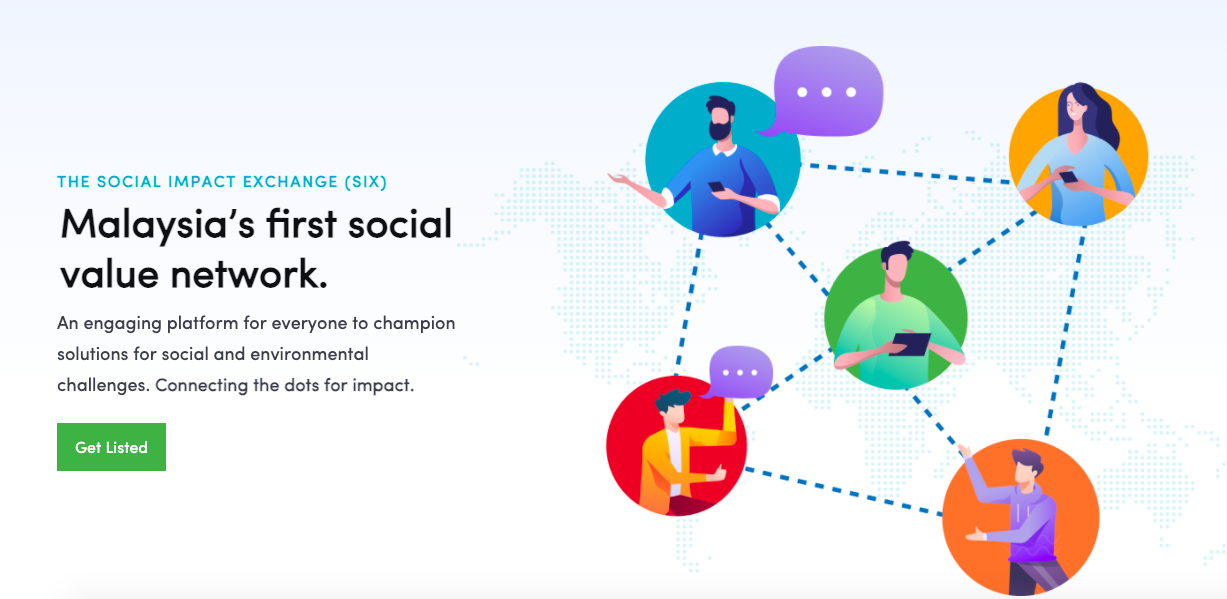 THE SOCIAL IMPACT EXCHANGE (SIX)
Malaysia’s first social
value network.
An engaging platform for everyone to champion
solutions for social and environmental
challenges. Connecting the dots for impact.
Get Listed